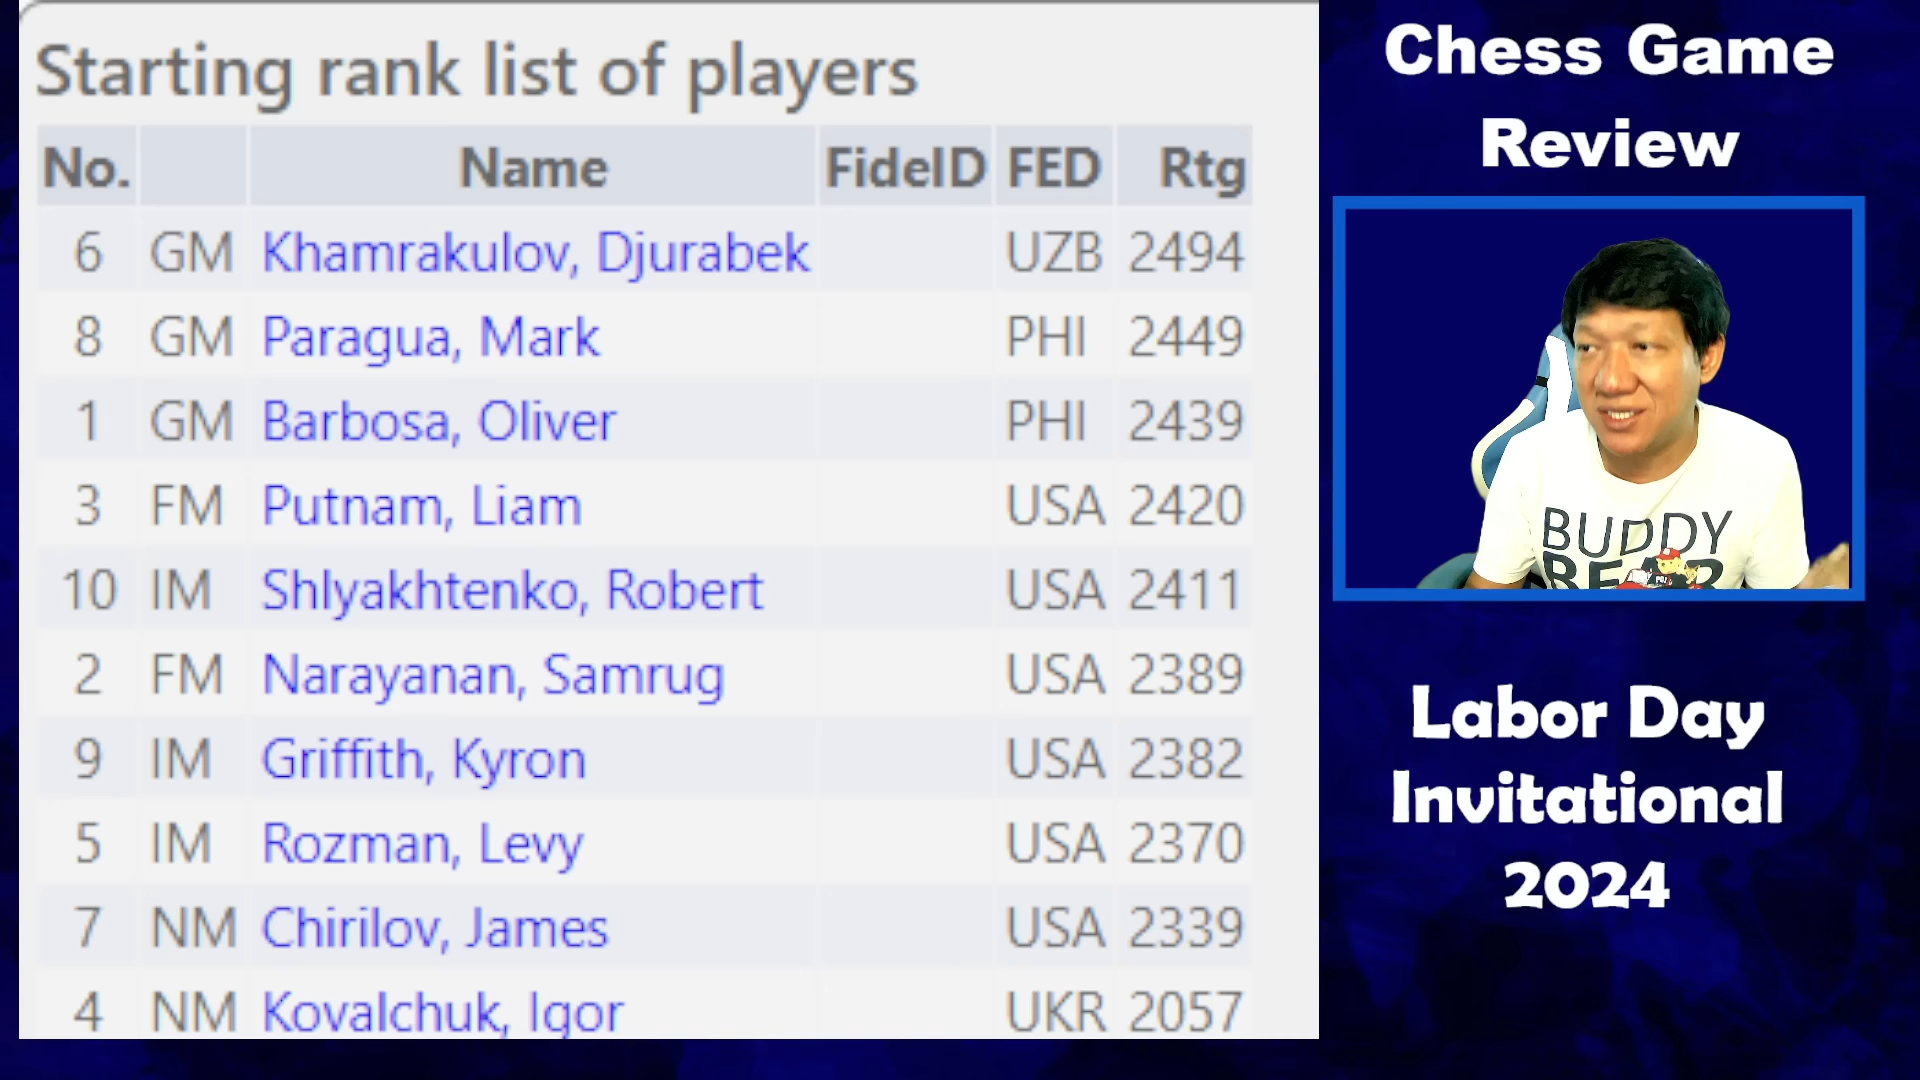 Starting rank list of players
No. Name FideID FED Rtg
6 GM Khamrakulov, Djurabek UZB 2494
8 GM Paragua, Mark PHI 2449
1 GM Barbosa, Oliver PHI 2439
3 FM Putnam, Liam USA 2420
10 IM Shlyakhtenko, Robert USA 2411
2 FM Narayanan, Samrug USA 2389
9 IM Griffith, Kyron USA 2382
5 IM Rozman, Levy USA 2370
7 NM Chirilov, James USA 2339
4 NM Kovalchuk, Igor UKR 2057
Chess Game
Review
BUDDY
BEAR
Labor Day
Invitational
2024